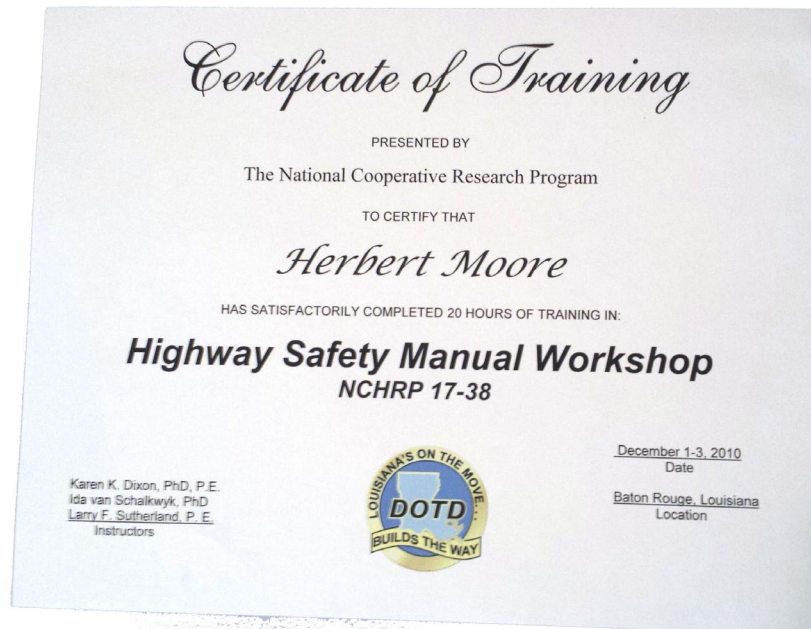 Certificate of Training
PRESENTED BY
The National Cooperative Research Program
TO CERTIFY THAT
Herbert Moore
HAS SATISFACTORILY COMPLETED 20 HOURS OF TRAINING IN:
Highway Safety Manual Workshop
NCHRP 17-38
Karen K. Dixon, PhD, P.E.
Ida van Schalkwyk, PhD
Larry F. Sutherland, P. E.
Instructors
LOUISIANA'S ON THE MOVE...
DOTD
BUILDS THE WAY
December 1-3, 2010
Date
Baton Rouge, Louisiana
Location